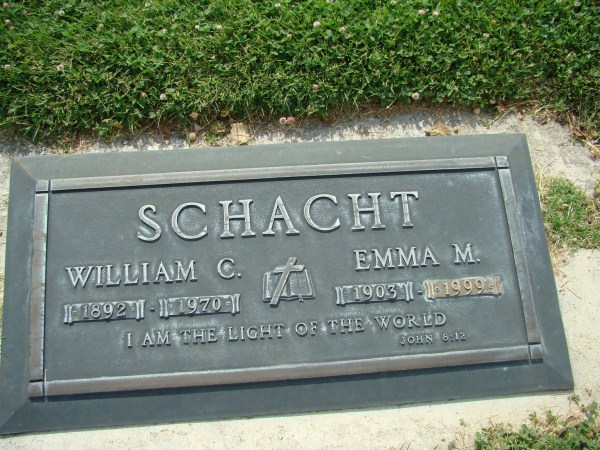 SCHACHT
WILLIAM C. EMMA M.
1892 - 1970 1903 - 1999
I AM THE LIGHT OF THE WORLD
JOHN 8:12